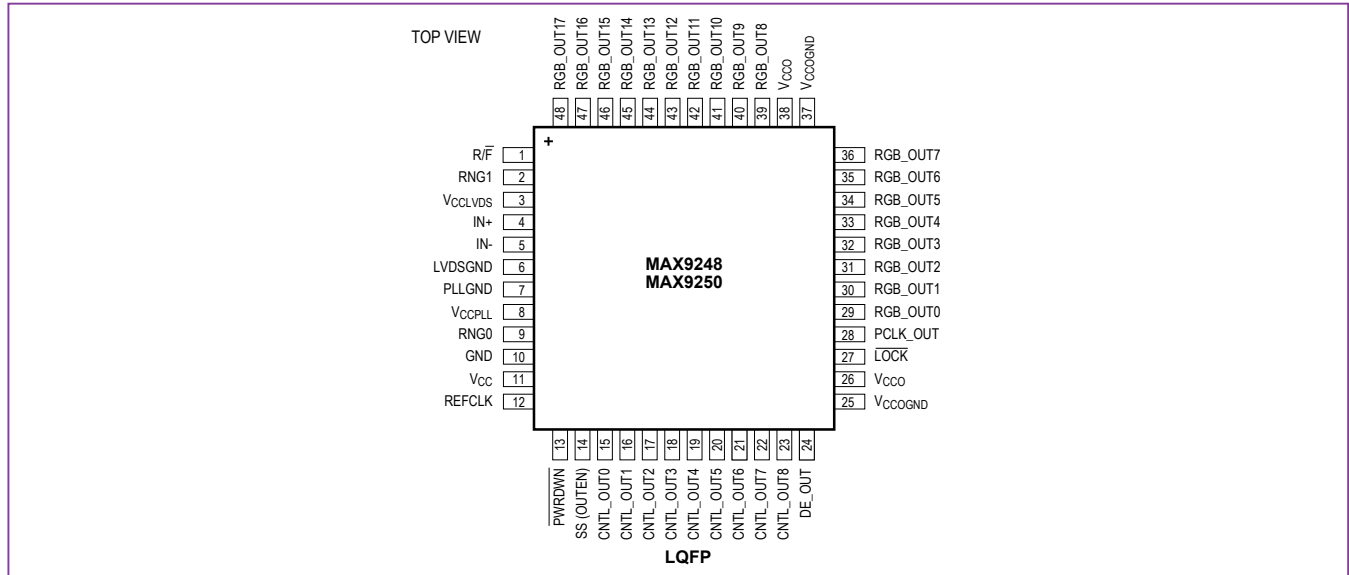 TOP VIEW
RGB_OUT17
RGB_OUT16
RGB_OUT15
RGB_OUT14
RGB_OUT13
RGB_OUT12
RGB_OUT11
RGB_OUT10
RGB_OUT9
RGB_OUT8
VCCO
VCCOGND
48 47 46 45 44 43 42 41 40 39 38 37
+
R/F̅ 1
RNG1 2
VCCLVDS 3
IN+ 4
IN- 5
LVDSGND 6
PLLGND 7
VCCPLL 8
RNG0 9
GND 10
VCC 11
REFCLK 12
MAX9248
MAX9250
36 RGB_OUT7
35 RGB_OUT6
34 RGB_OUT5
33 RGB_OUT4
32 RGB_OUT3
31 RGB_OUT2
30 RGB_OUT1
29 RGB_OUT0
28 PCLK_OUT
27 L̅O̅C̅K̅
26 VCCO
25 VCCOGND
13 14 15 16 17 18 19 20 21 22 23 24
P̅W̅R̅D̅W̅N̅
SS (OUTEN)
CNTL_OUT0
CNTL_OUT1
CNTL_OUT2
CNTL_OUT3
CNTL_OUT4
CNTL_OUT5
CNTL_OUT6
CNTL_OUT7
CNTL_OUT8
DE_OUT
LQFP